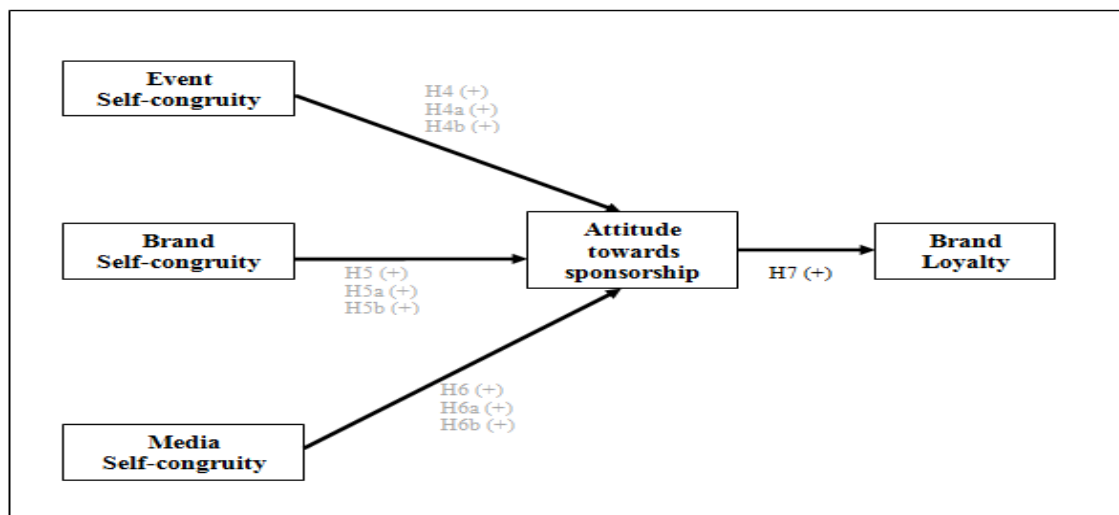 Event
Self-congruity
H4 (+)
H4a (+)
H4b (+)
Brand
Self-congruity
H5 (+)
H5a (+)
H5b (+)
Attitude
towards
sponsorship
H7 (+)
Brand
Loyalty
H6 (+)
H6a (+)
H6b (+)
Media
Self-congruity